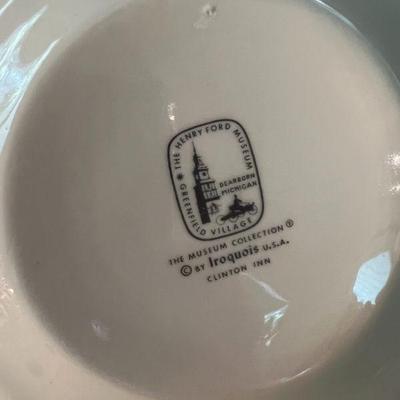 THE HENRY FORD MUSEUM
DEARBORN
MICHIGAN
GREENFIELD VILLAGE
THE MUSEUM COLLECTION ®
© BY Iroquois U.S.A.
CLINTON INN